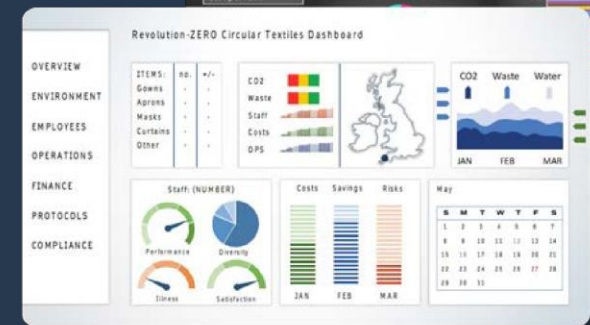 Revolution-ZERO Circular Textiles Dashboard
OVERVIEW
ENVIRONMENT
EMPLOYEES
OPERATIONS
FINANCE
PROTOCOLS
COMPLIANCE
ITEMS: no. +/-
Gowns - -
Aprons - -
Masks - -
Curtains - -
Other - -
CO2
Waste
Staff
Costs
OPS
CO2 Waste Water
JAN FEB MAR
Staff: (NUMBER)
Performance Diversity
Illness Satisfaction
Costs Savings Risks
JAN FEB MAR
May
S M T W T F S
1 2 3 4 5 6 7
8 9 10 11 12 13 14
15 16 17 18 19 20 21
22 23 24 25 26 27 28
29 30 31